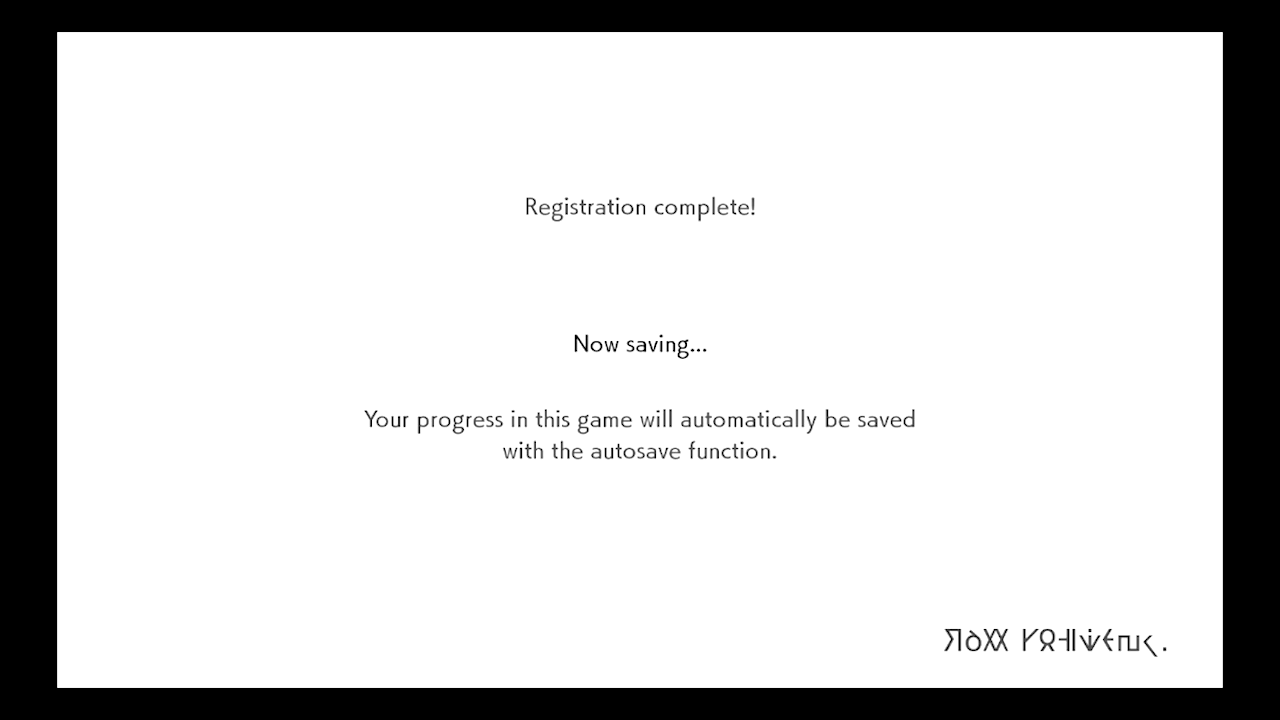 Registration complete!
Now saving...
Your progress in this game will automatically be saved
with the autosave function.